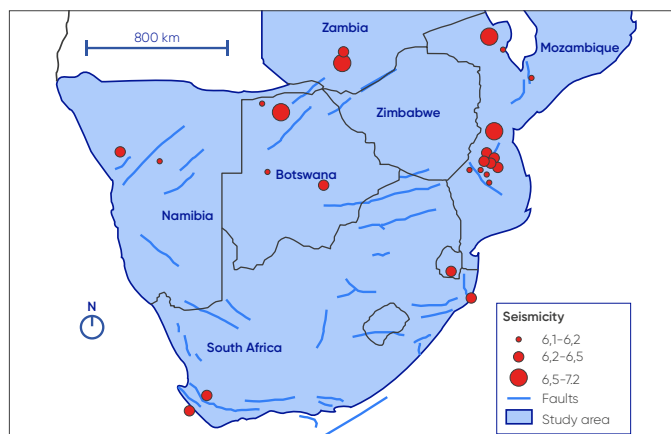 800 km
Zambia
Mozambique
Zimbabwe
Botswana
Namibia
N
South Africa
Seismicity
6,1–6,2
6,2–6,5
6,5–7.2
Faults
Study area